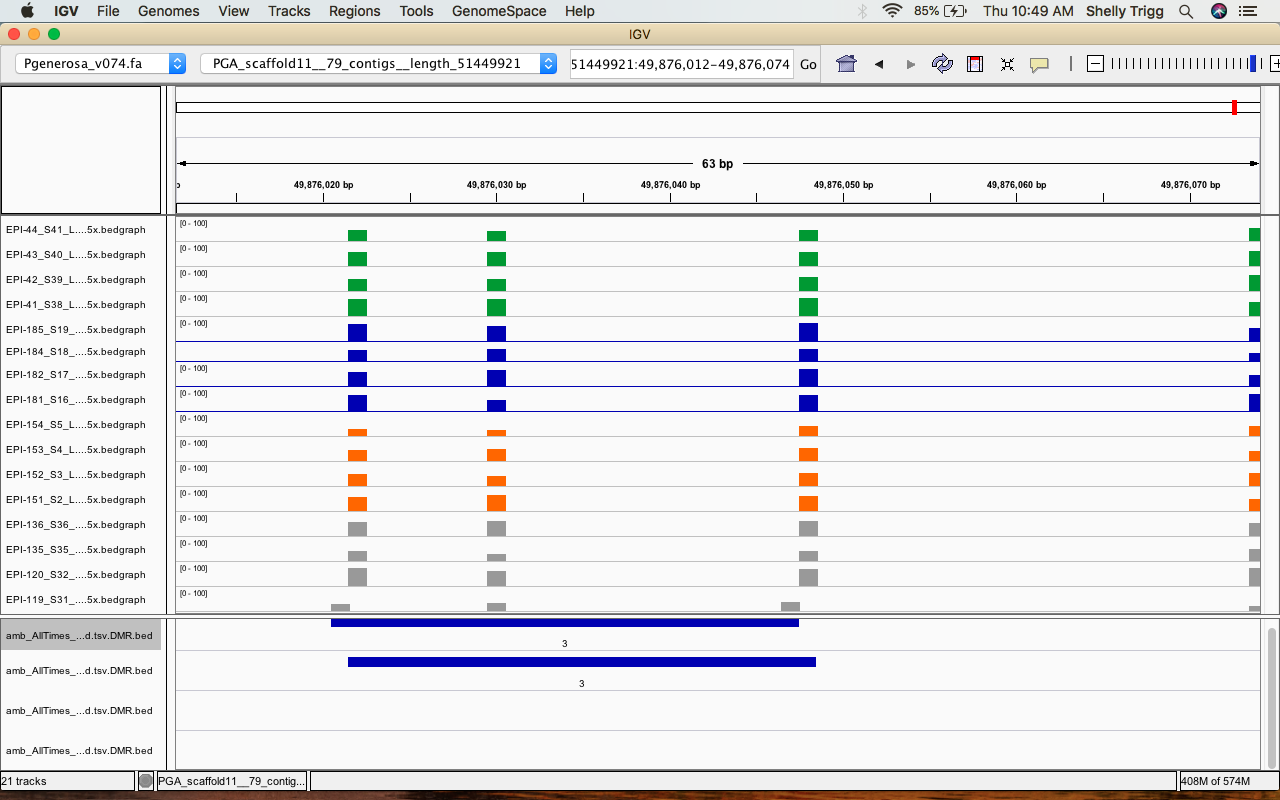 IGV File Genomes View Tracks Regions Tools GenomeSpace Help 85% Thu 10:49 AM Shelly Trigg
IGV
Pgenerosa_v074.fa PGA_scaffold11__79_contigs__length_51449921 51449921:49,876,012-49,876,074 Go
63 bp
49,876,020 bp 49,876,030 bp 49,876,040 bp 49,876,050 bp 49,876,060 bp 49,876,070 bp
EPI-44_S41_L....5x.bedgraph [0 - 100]
EPI-43_S40_L....5x.bedgraph [0 - 100]
EPI-42_S39_L....5x.bedgraph [0 - 100]
EPI-41_S38_L....5x.bedgraph [0 - 100]
EPI-185_S19_....5x.bedgraph [0 - 100]
EPI-184_S18_....5x.bedgraph
EPI-182_S17_....5x.bedgraph [0 - 100]
EPI-181_S16_....5x.bedgraph [0 - 100]
EPI-154_S5_L....5x.bedgraph [0 - 100]
EPI-153_S4_L....5x.bedgraph [0 - 100]
EPI-152_S3_L....5x.bedgraph [0 - 100]
EPI-151_S2_L....5x.bedgraph [0 - 100]
EPI-136_S36_....5x.bedgraph [0 - 100]
EPI-135_S35_....5x.bedgraph [0 - 100]
EPI-120_S32_....5x.bedgraph [0 - 100]
EPI-119_S31_....5x.bedgraph [0 - 100]
amb_AllTimes_...d.tsv.DMR.bed
3
amb_AllTimes_...d.tsv.DMR.bed
3
amb_AllTimes_...d.tsv.DMR.bed
amb_AllTimes_...d.tsv.DMR.bed
21 tracks PGA_scaffold11__79_contig... 408M of 574M